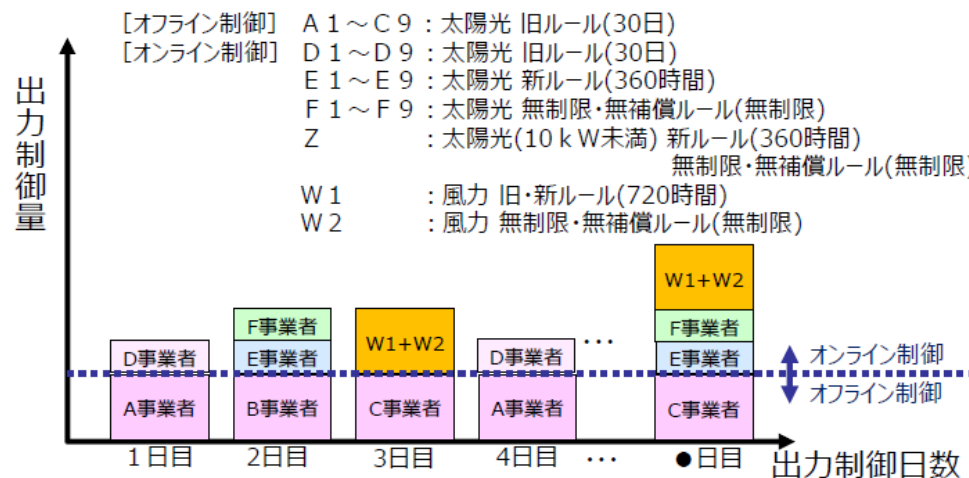 [オフライン制御] A1～C9：太陽光 旧ルール(30日)
[オンライン制御] D1～D9：太陽光 旧ルール(30日)
E1～E9：太陽光 新ルール(360時間)
F1～F9：太陽光 無制限・無補償ルール(無制限)
Z ：太陽光(10kW未満) 新ルール(360時間)
無制限・無補償ルール(無制限)
W1 ：風力 旧・新ルール(720時間)
W2 ：風力 無制限・無補償ルール(無制限)
出力制御量
W1+W2
F事業者 W1+W2 F事業者
D事業者 E事業者 D事業者 ･･･ E事業者
オンライン制御
オフライン制御
A事業者 B事業者 C事業者 A事業者 C事業者
1日目 2日目 3日目 4日目 ･･･ ●日目
出力制御日数